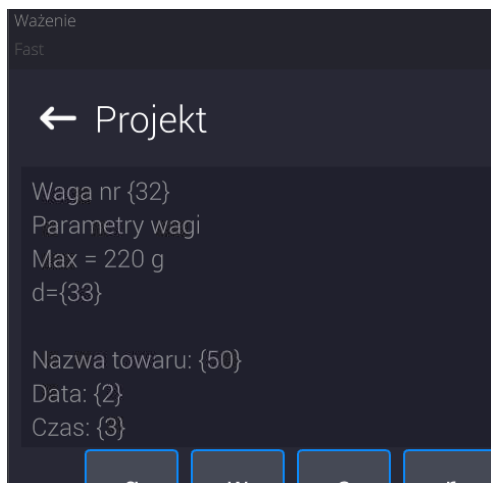 Ważenie
Fast
Projekt
Waga nr {32}
Parametry wagi
Max = 220 g
d={33}
Nazwa towaru: {50}
Data: {2}
Czas: {3}